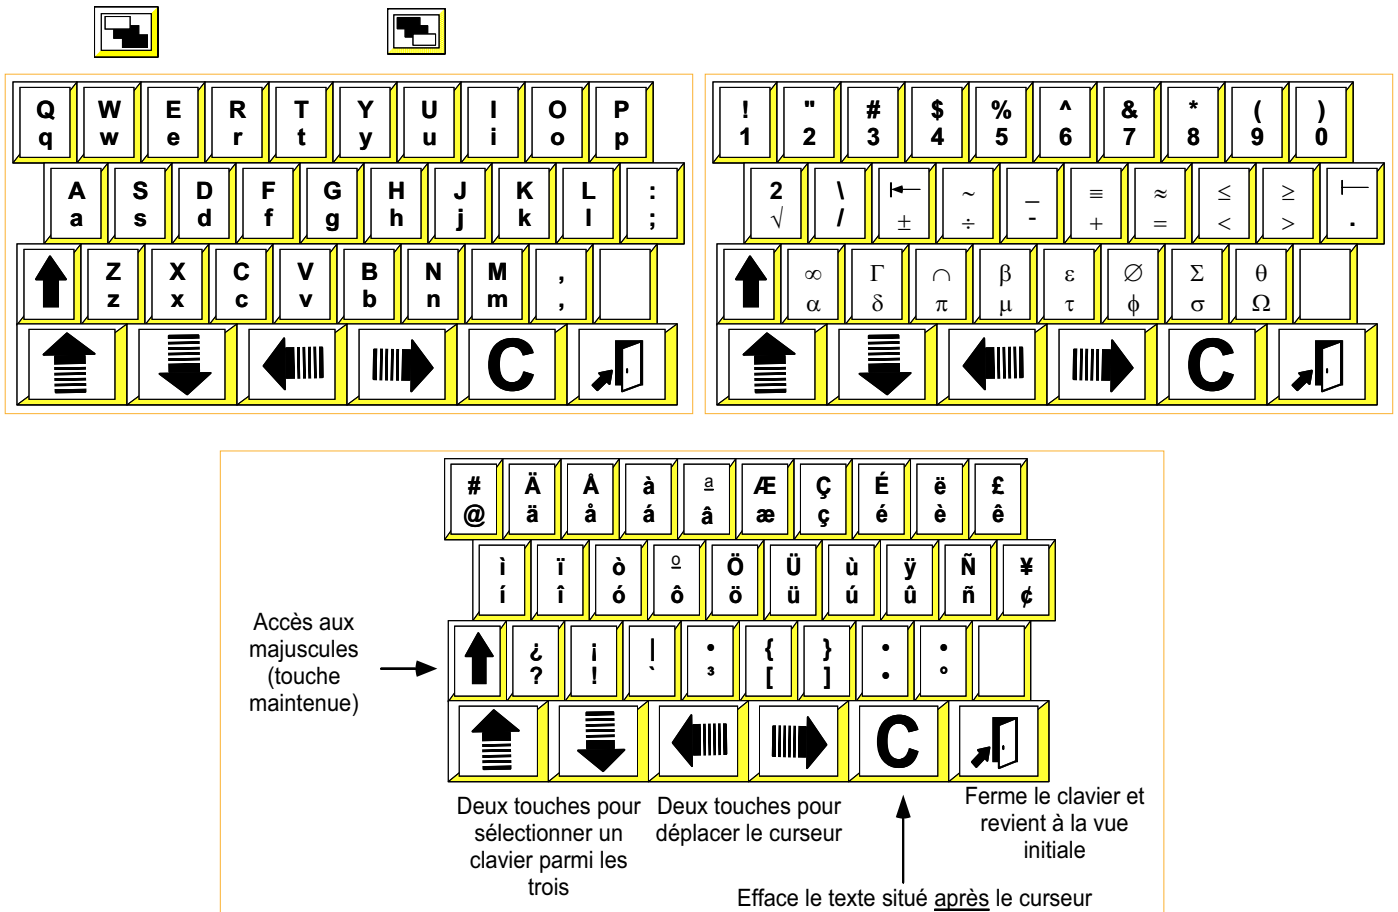 Q W E R T Y U I O P
q w e r t y u i o p
A S D F G H J K L :
a s d f g h j k l ;
Z X C V B N M ,
z x c v b n m ,
C
! " # $ % ^ & * ( )
1 2 3 4 5 6 7 8 9 0
2 \ ~ _ ≡ ≈ ≤ ≥
√ / ± ÷ - + = < > .
∞ Γ ∩ β ε ∅ Σ θ
α δ π μ τ ϕ σ Ω
C
# Ä Å à ª Æ Ç É ë £
@ ä å á â æ ç é è ê
ì ï ò º Ö Ü ù ÿ Ñ ¥
í î ó ô ö ü ú û ñ ¢
¿ ¡ | • { } • •
? ! ` ³ [ ] • °
C
Accès aux
majuscules
(touche
maintenue)
Deux touches pour
sélectionner un
clavier parmi les
trois
Deux touches pour
déplacer le curseur
Ferme le clavier et
revient à la vue
initiale
Efface le texte situé après le curseur